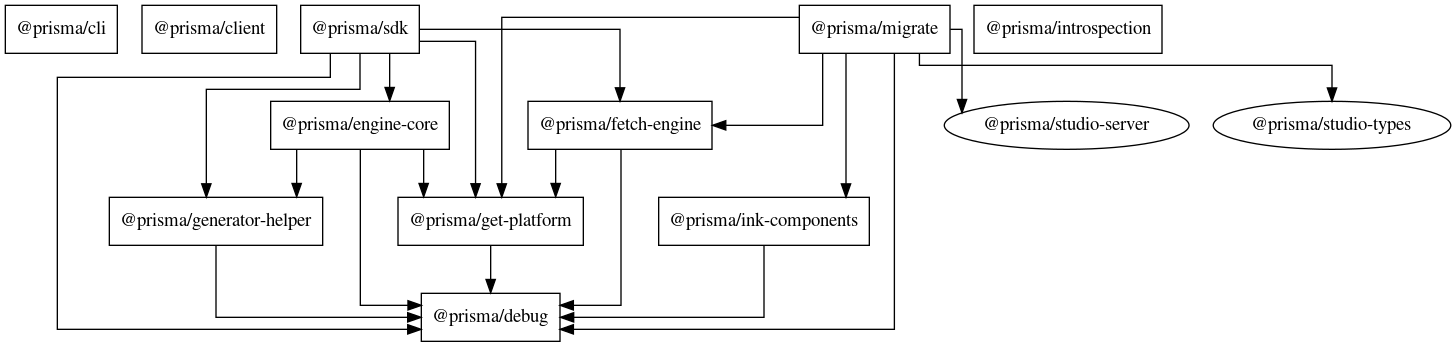 @prisma/cli
@prisma/client
@prisma/sdk
@prisma/migrate
@prisma/introspection
@prisma/engine-core
@prisma/fetch-engine
@prisma/studio-server
@prisma/studio-types
@prisma/generator-helper
@prisma/get-platform
@prisma/ink-components
@prisma/debug